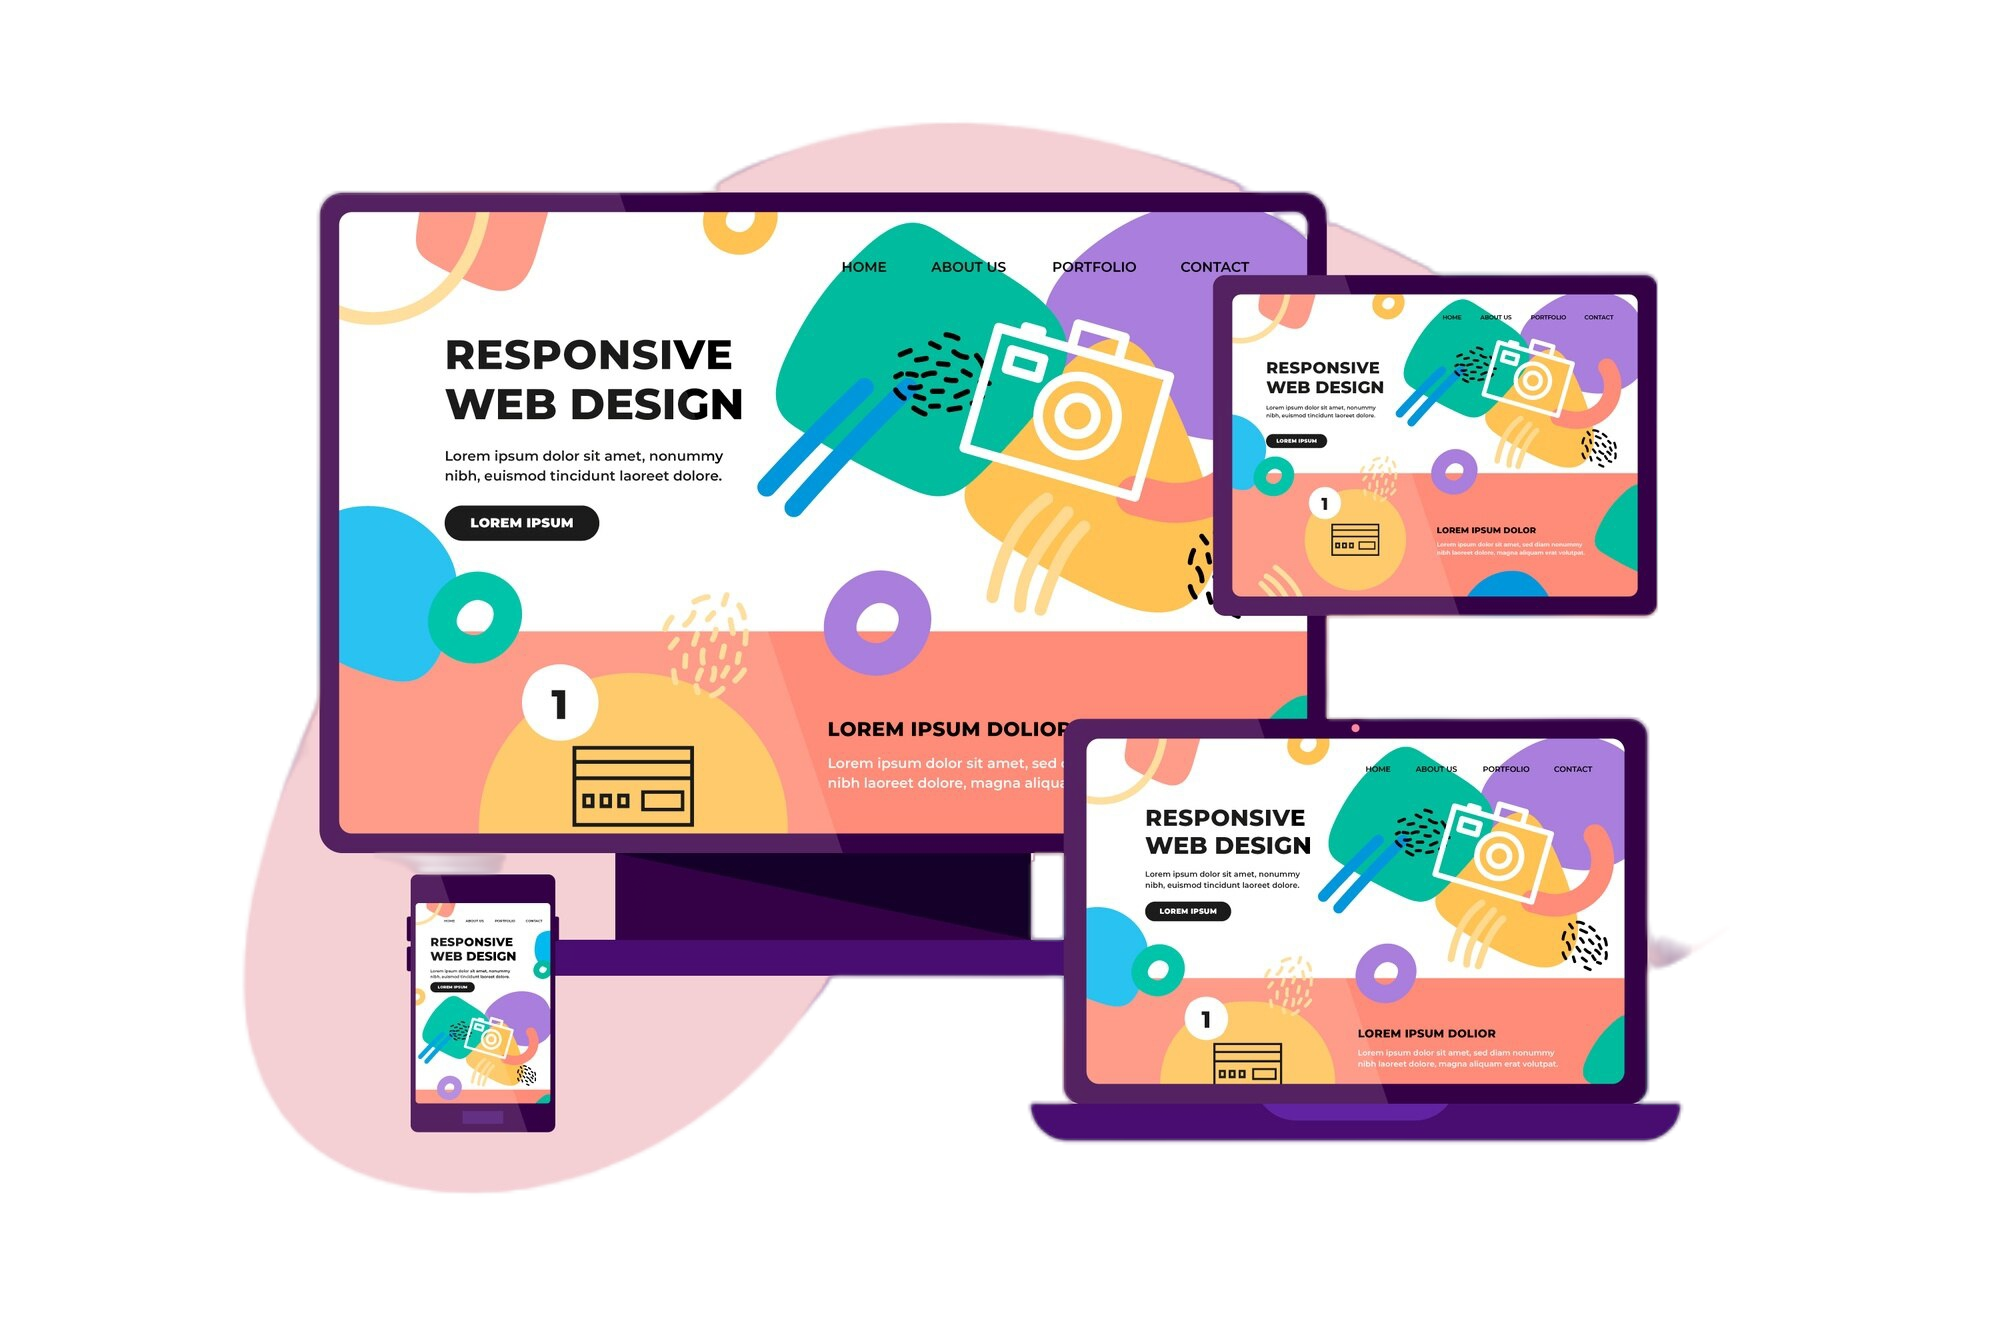 HOME ABOUT US PORTFOLIO CONTACT
RESPONSIVE
WEB DESIGN
Lorem ipsum dolor sit amet, nonummy
nibh, euismod tincidunt laoreet dolore.
LOREM IPSUM
1
LOREM IPSUM DOLIOR
Lorem ipsum dolor sit amet, sed
nibh laoreet dolore, magna aliqua
HOME ABOUT US PORTFOLIO CONTACT
RESPONSIVE
WEB DESIGN
Lorem ipsum dolor sit amet, nonummy
nibh, euismod tincidunt laoreet dolore.
LOREM IPSUM
1
LOREM IPSUM DOLOR
Lorem ipsum dolor sit amet, sed diam nonummy
nibh laoreet dolore, magna aliquam erat volutpat.
HOME ABOUT US PORTFOLIO CONTACT
RESPONSIVE
WEB DESIGN
Lorem ipsum dolor sit amet, nonummy
nibh, euismod tincidunt laoreet dolore.
LOREM IPSUM
1
LOREM IPSUM DOLIOR
Lorem ipsum dolor sit amet, sed diam nonummy
nibh laoreet dolore, magna aliquam erat volutpat.
HOME ABOUT US PORTFOLIO CONTACT
RESPONSIVE
WEB DESIGN
Lorem ipsum dolor sit amet, nonummy
nibh, euismod tincidunt laoreet dolore.
LOREM IPSUM